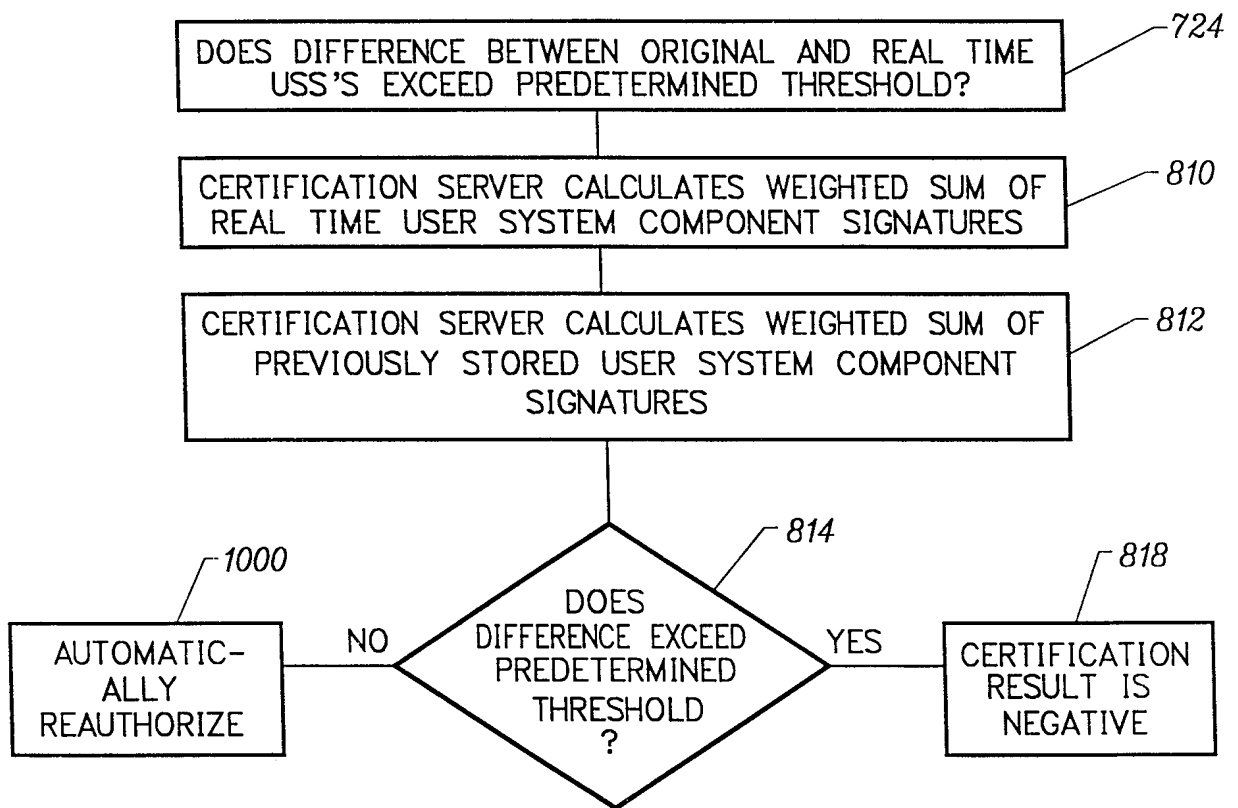 724
DOES DIFFERENCE BETWEEN ORIGINAL AND REAL TIME
USS'S EXCEED PREDETERMINED THRESHOLD?
810
CERTIFICATION SERVER CALCULATES WEIGHTED SUM OF
REAL TIME USER SYSTEM COMPONENT SIGNATURES
812
CERTIFICATION SERVER CALCULATES WEIGHTED SUM OF
PREVIOUSLY STORED USER SYSTEM COMPONENT
SIGNATURES
814
DOES
DIFFERENCE EXCEED
PREDETERMINED
THRESHOLD
?
NO
1000
AUTOMATIC-
ALLY
REAUTHORIZE
YES
818
CERTIFICATION
RESULT IS
NEGATIVE